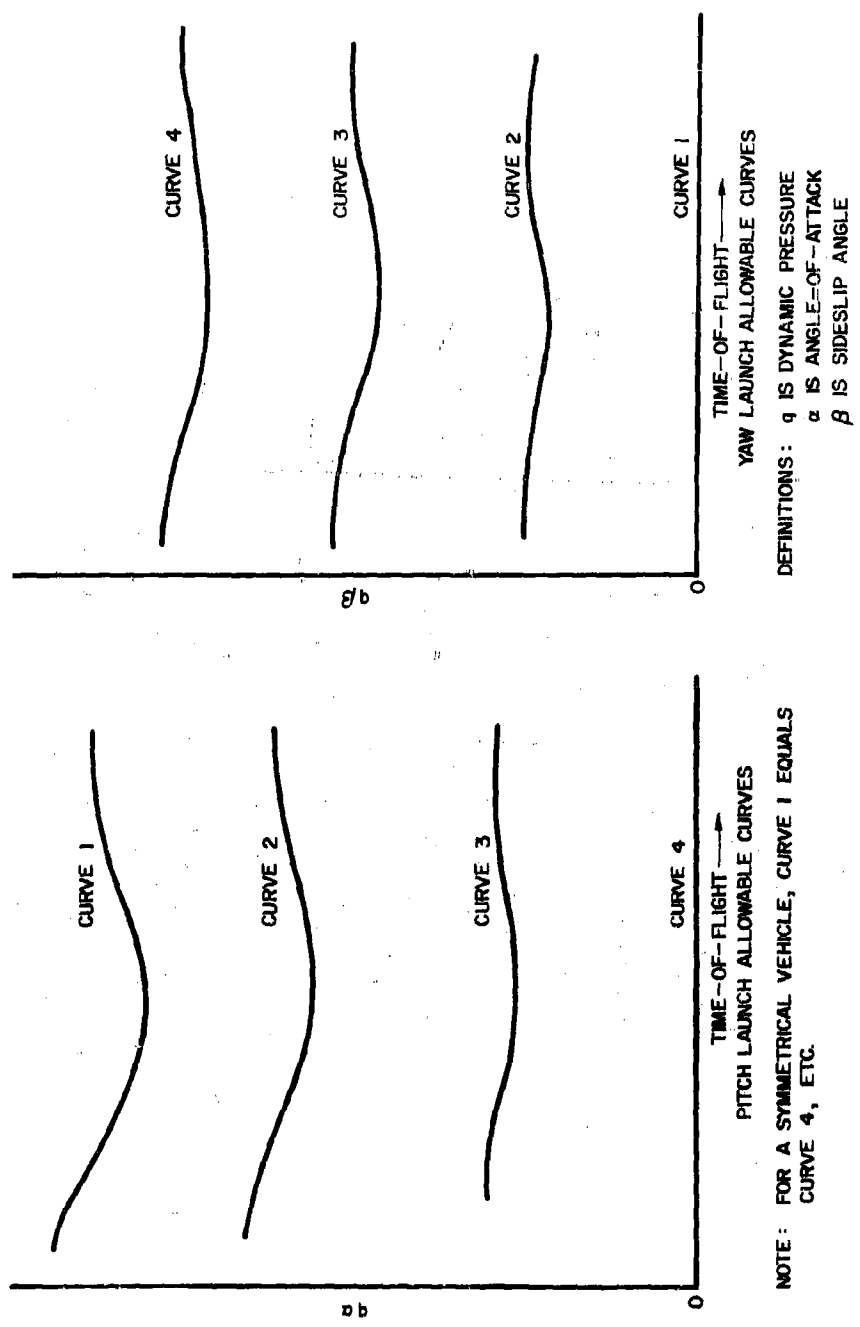 qα
CURVE 1
CURVE 2
CURVE 3
CURVE 4
0
TIME-OF-FLIGHT
PITCH LAUNCH ALLOWABLE CURVES
NOTE: FOR A SYMMETRICAL VEHICLE, CURVE 1 EQUALS
CURVE 4, ETC.
qβ
CURVE 4
CURVE 3
CURVE 2
CURVE 1
0
TIME-OF-FLIGHT
YAW LAUNCH ALLOWABLE CURVES
DEFINITIONS: q IS DYNAMIC PRESSURE
α IS ANGLE=OF-ATTACK
β IS SIDESLIP ANGLE